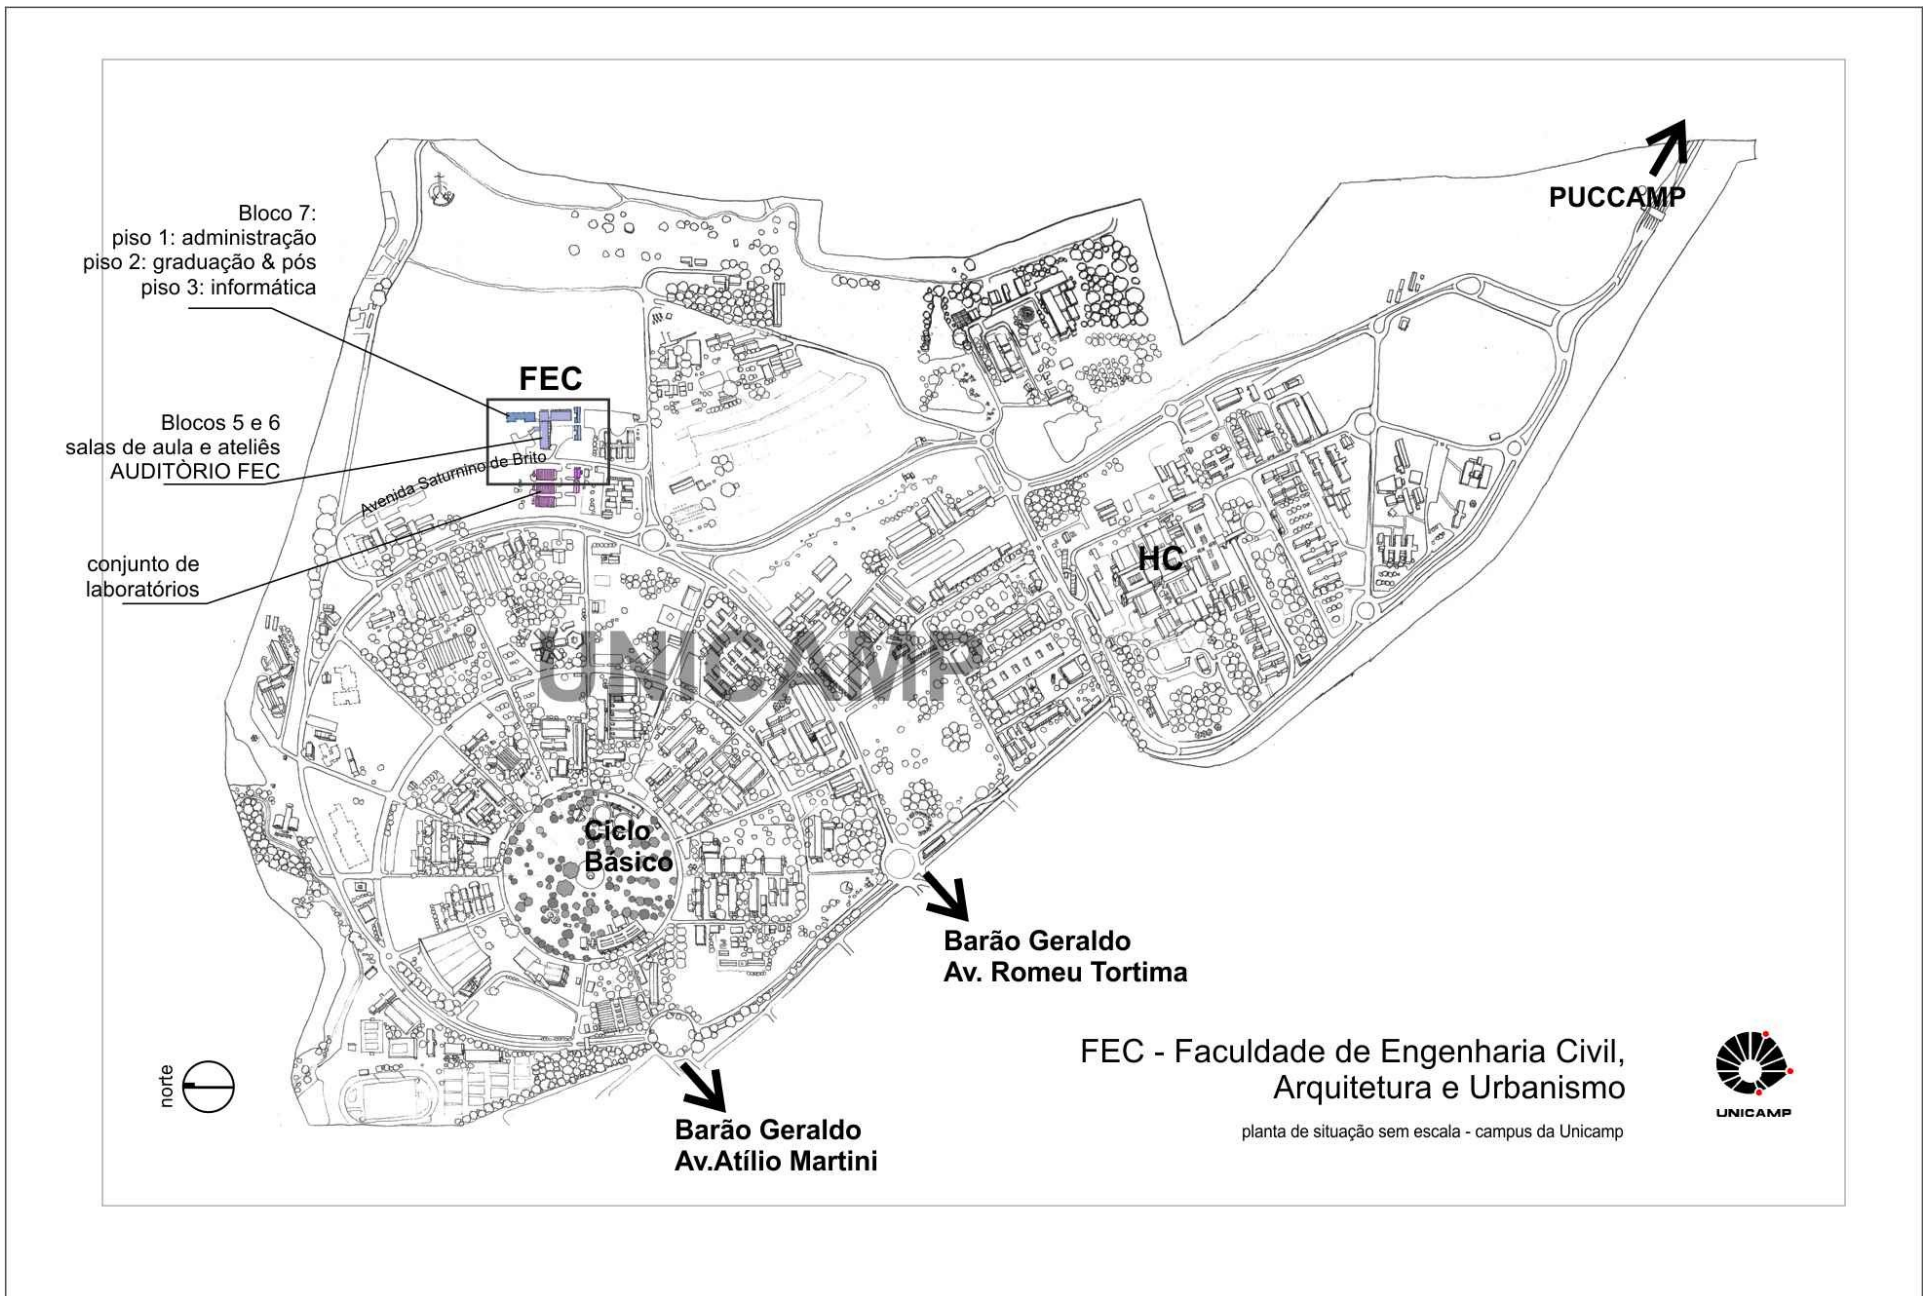 PUCCAMP
Bloco 7:
piso 1: administração
piso 2: graduação & pós
piso 3: informática
FEC
Blocos 5 e 6
salas de aula e ateliês
AUDITÒRIO FEC
Avenida Saturnino de Brito
conjunto de
laboratórios
HC
UNICAMP
Ciclo
Básico
Barão Geraldo
Av. Romeu Tortima
norte
Barão Geraldo
Av.Atílio Martini
FEC - Faculdade de Engenharia Civil,
Arquitetura e Urbanismo
planta de situação sem escala - campus da Unicamp
UNICAMP